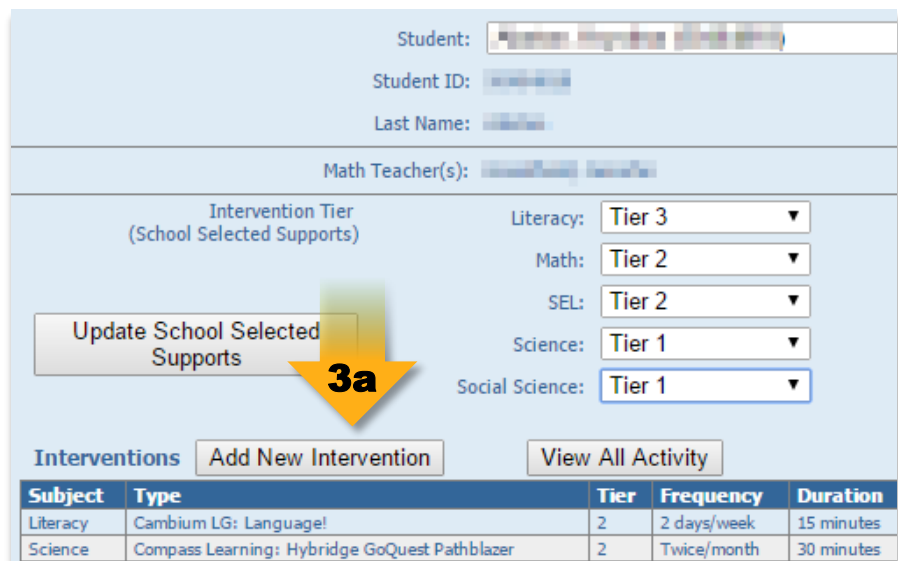 Student:
Student ID:
Last Name:
Math Teacher(s):
Intervention Tier
(School Selected Supports)
Literacy: Tier 3
Math: Tier 2
SEL: Tier 2
Science: Tier 1
Social Science: Tier 1
Update School Selected
Supports
3a
Interventions Add New Intervention View All Activity
Subject Type Tier Frequency Duration
Literacy Cambium LG: Language! 2 2 days/week 15 minutes
Science Compass Learning: Hybridge GoQuest Pathblazer 2 Twice/month 30 minutes